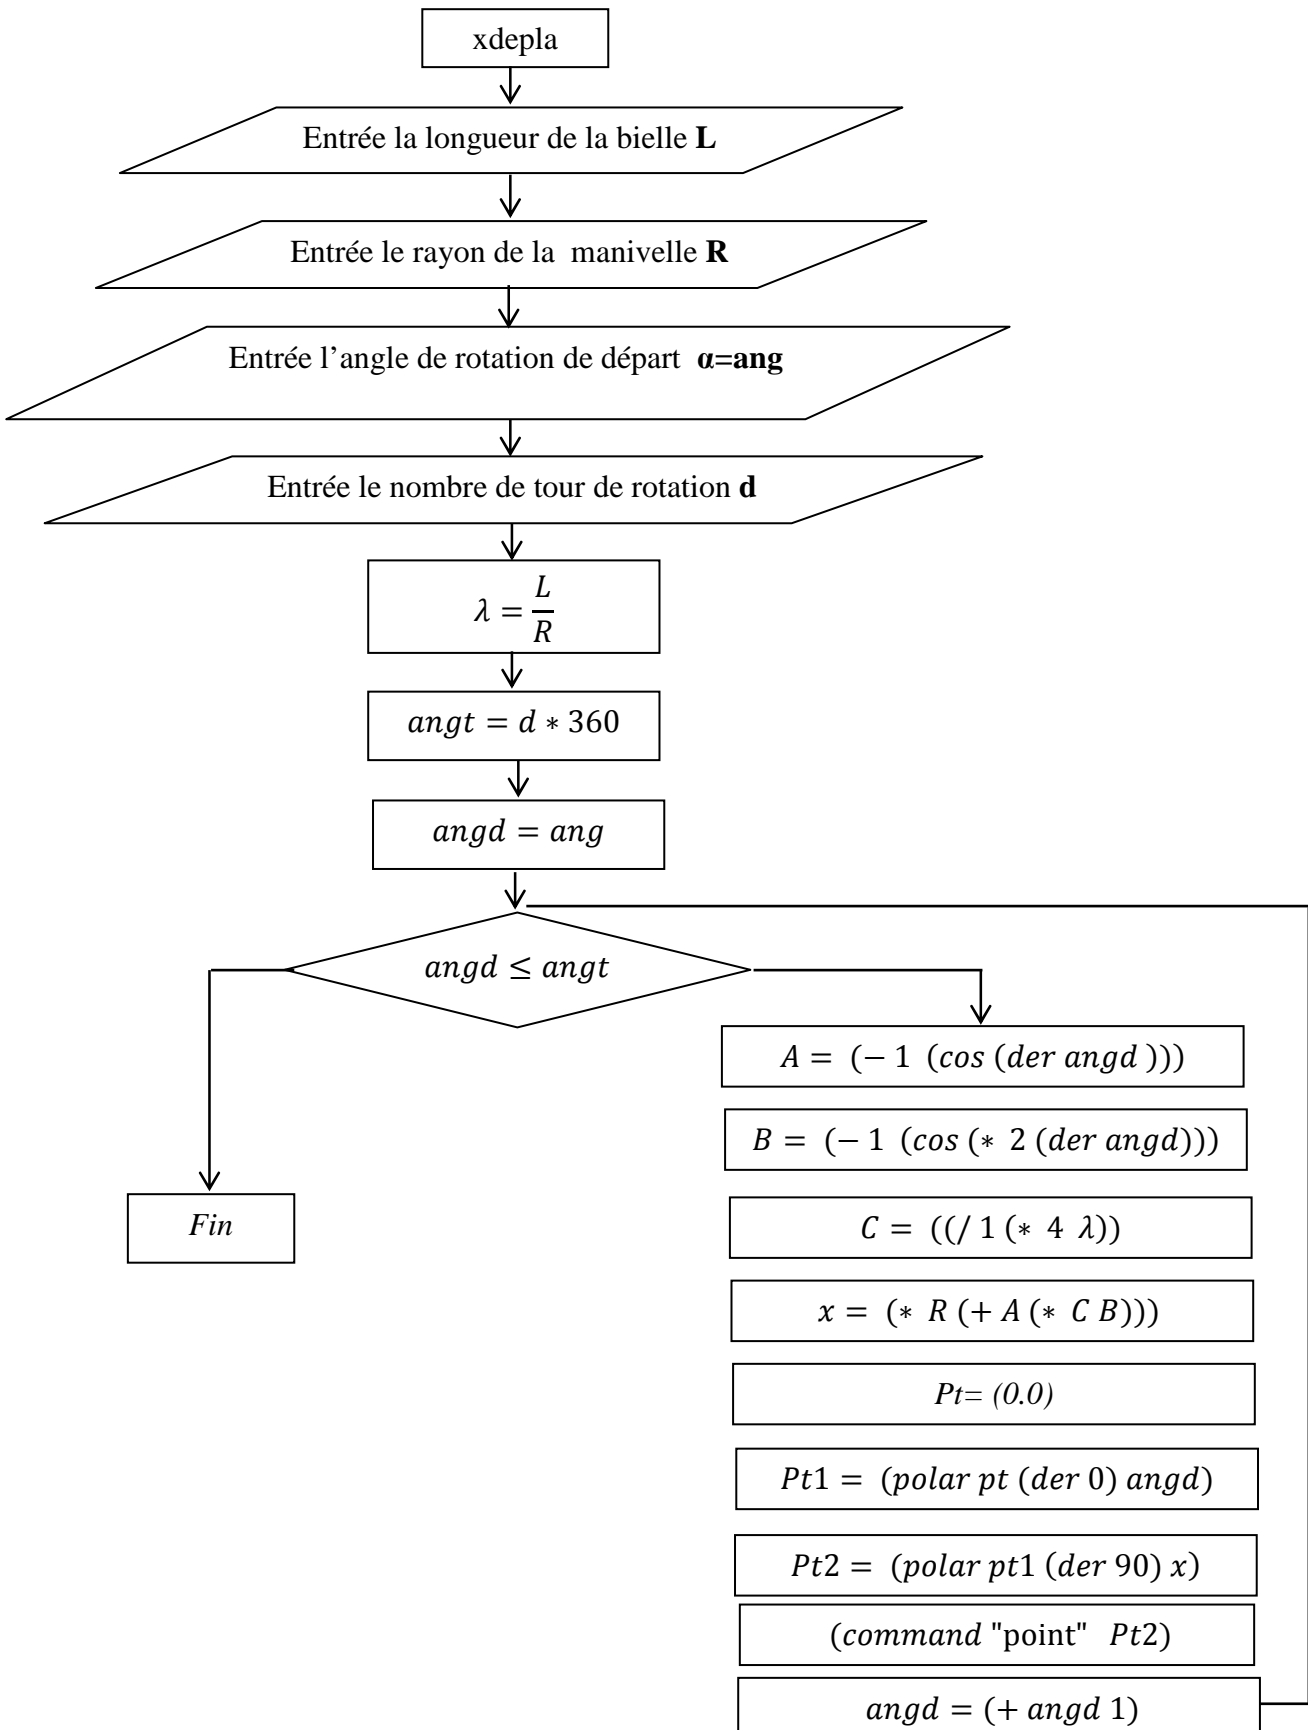 xdepla
Entrée la longueur de la bielle L
Entrée le rayon de la manivelle R
Entrée l’angle de rotation de départ α=ang
Entrée le nombre de tour de rotation d
λ = L/R
angt = d ∗ 360
angd = ang
angd ≤ angt
A = (− 1 (cos (der angd )))
B = (− 1 (cos (∗ 2 (der angd)))
Fin
C = ((/ 1 (∗ 4 λ))
x = (∗ R (+ A (∗ C B)))
Pt= (0.0)
Pt1 = (polar pt (der 0) angd)
Pt2 = (polar pt1 (der 90) x)
(command "point" Pt2)
angd = (+ angd 1)